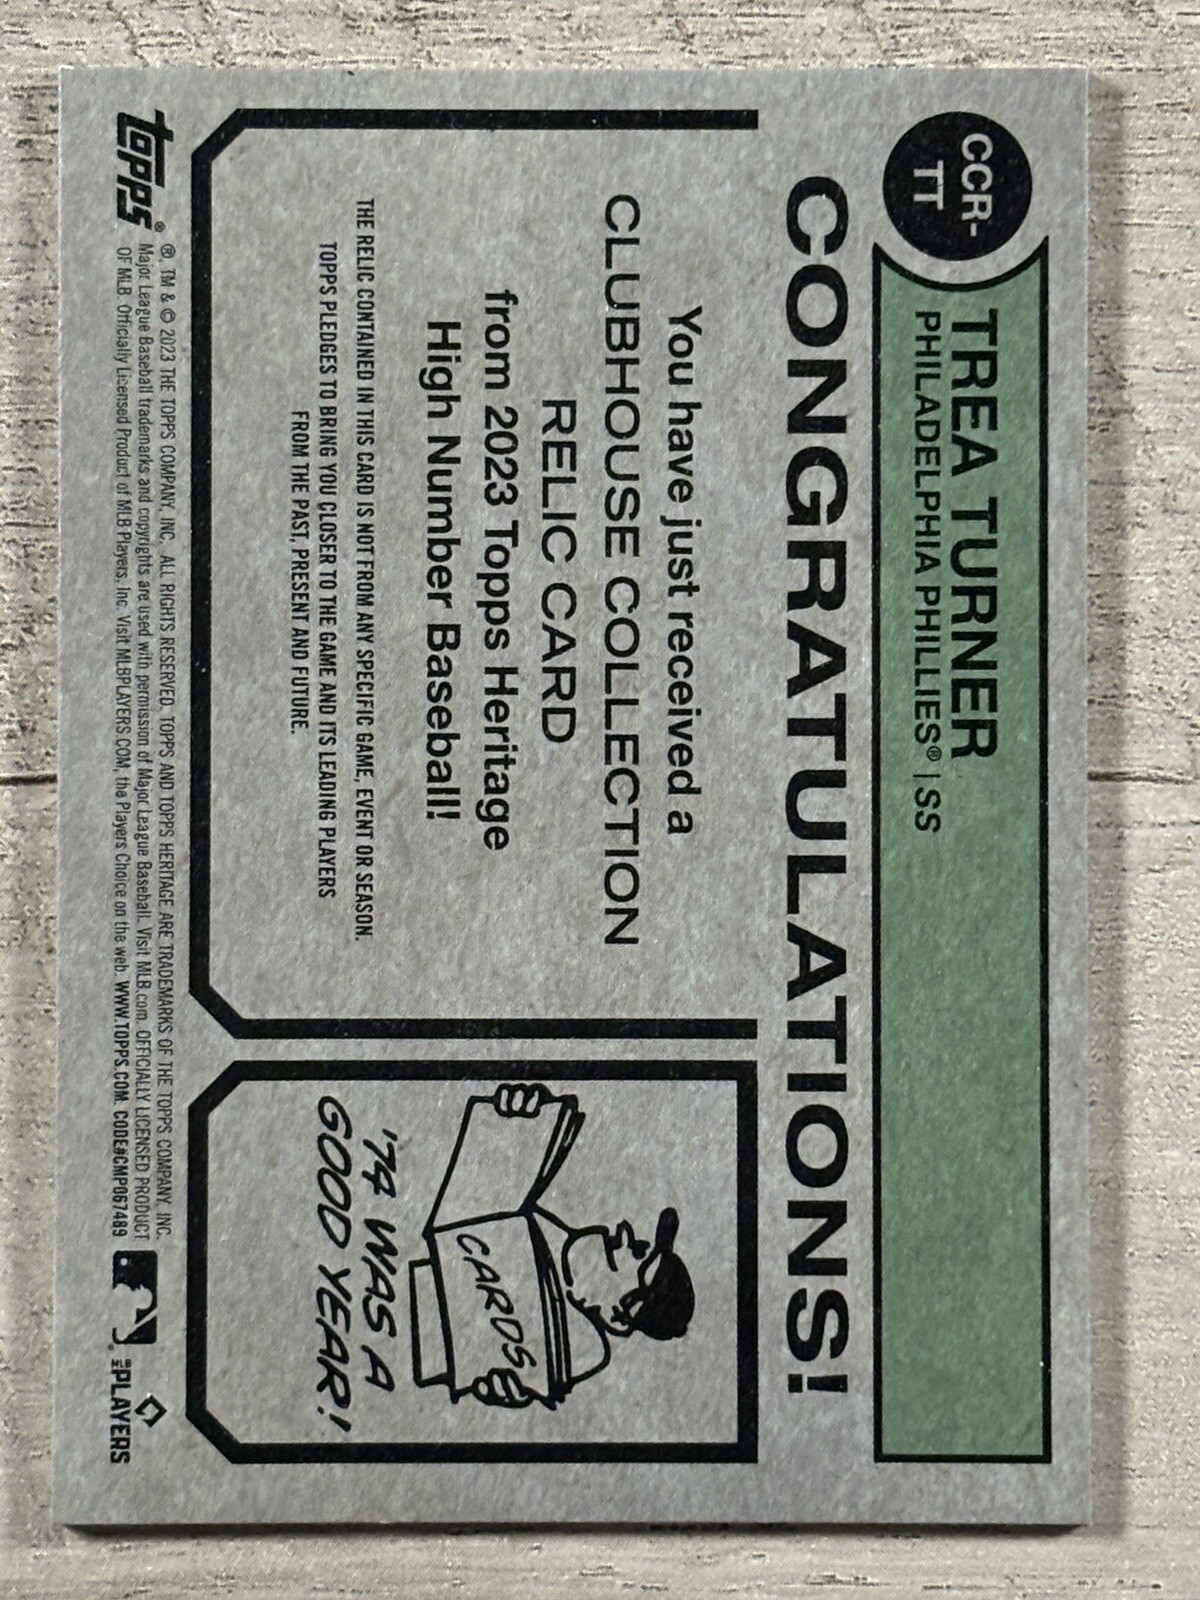 CCR-
TT
TREA TURNER
PHILADELPHIA PHILLIES® | SS
CONGRATULATIONS!
You have just received a
CLUBHOUSE COLLECTION
RELIC CARD
from 2023 Topps Heritage
High Number Baseball!
THE RELIC CONTAINED IN THIS CARD IS NOT FROM ANY SPECIFIC GAME, EVENT OR SEASON.
TOPPS PLEDGES TO BRING YOU CLOSER TO THE GAME AND ITS LEADING PLAYERS
FROM THE PAST, PRESENT AND FUTURE.
CARDS
'74 WAS A
GOOD YEAR!
topps®
®, TM & © 2023 THE TOPPS COMPANY, INC. ALL RIGHTS RESERVED. TOPPS AND TOPPS HERITAGE ARE TRADEMARKS OF THE TOPPS COMPANY, INC.
Major League Baseball trademarks and copyrights are used with permission of Major League Baseball. Visit MLB.com. OFFICIALLY LICENSED PRODUCT
OF MLB. Officially Licensed Product of MLB Players, Inc. Visit MLBPLAYERS.COM, the Players Choice on the web. WWW.TOPPS.COM. CODE#CMP067489
MLB PLAYERS